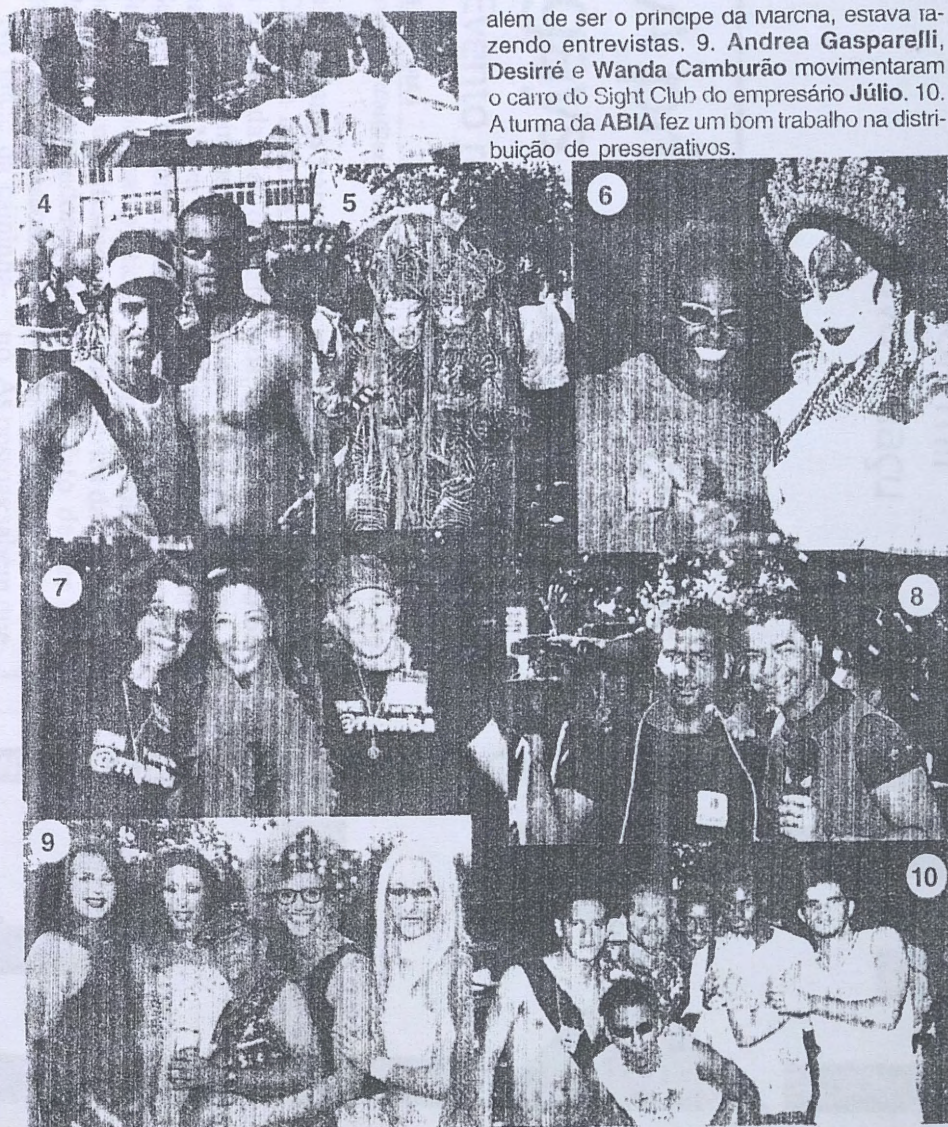 além de ser o príncipe da Marcha, estava fa-
zendo entrevistas. 9. Andrea Gasparelli,
Desirré e Wanda Camburão movimentaram
o carro do Sight Club do empresário Júlio. 10.
A turma da ABIA fez um bom trabalho na distri-
buição de preservativos.
4
5
6
7
8
9
10